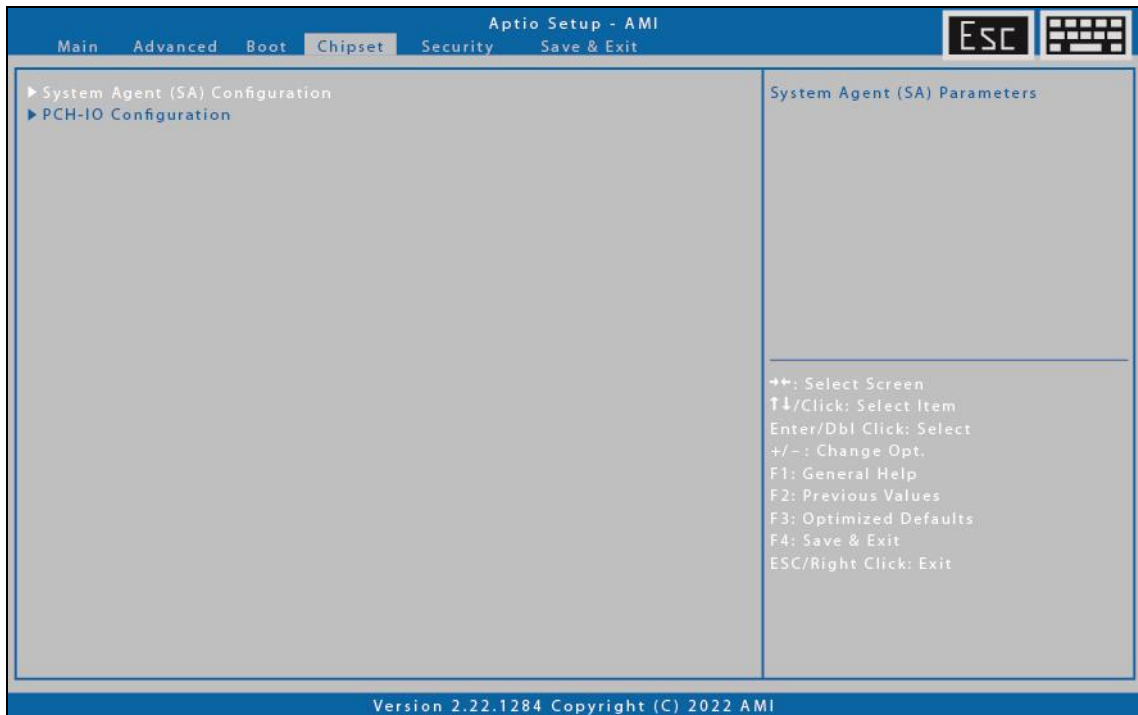 Aptio Setup - AMI
Main Advanced Boot Chipset Security Save & Exit
Esc
▶ System Agent (SA) Configuration
▶ PCH-IO Configuration
System Agent (SA) Parameters
→←: Select Screen
↑↓/Click: Select Item
Enter/Dbl Click: Select
+/-: Change Opt.
F1: General Help
F2: Previous Values
F3: Optimized Defaults
F4: Save & Exit
ESC/Right Click: Exit
Version 2.22.1284 Copyright (C) 2022 AMI